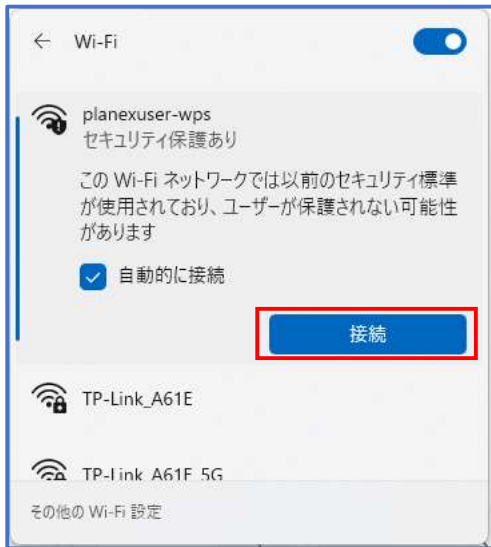 Wi-Fi
planexuser-wps
セキュリティ保護あり
この Wi-Fi ネットワークでは以前のセキュリティ標準
が使用されており、ユーザーが保護されない可能性
があります
自動的に接続
接続
TP-Link_A61E
TP-Link_A61E_5G
その他の Wi-Fi 設定